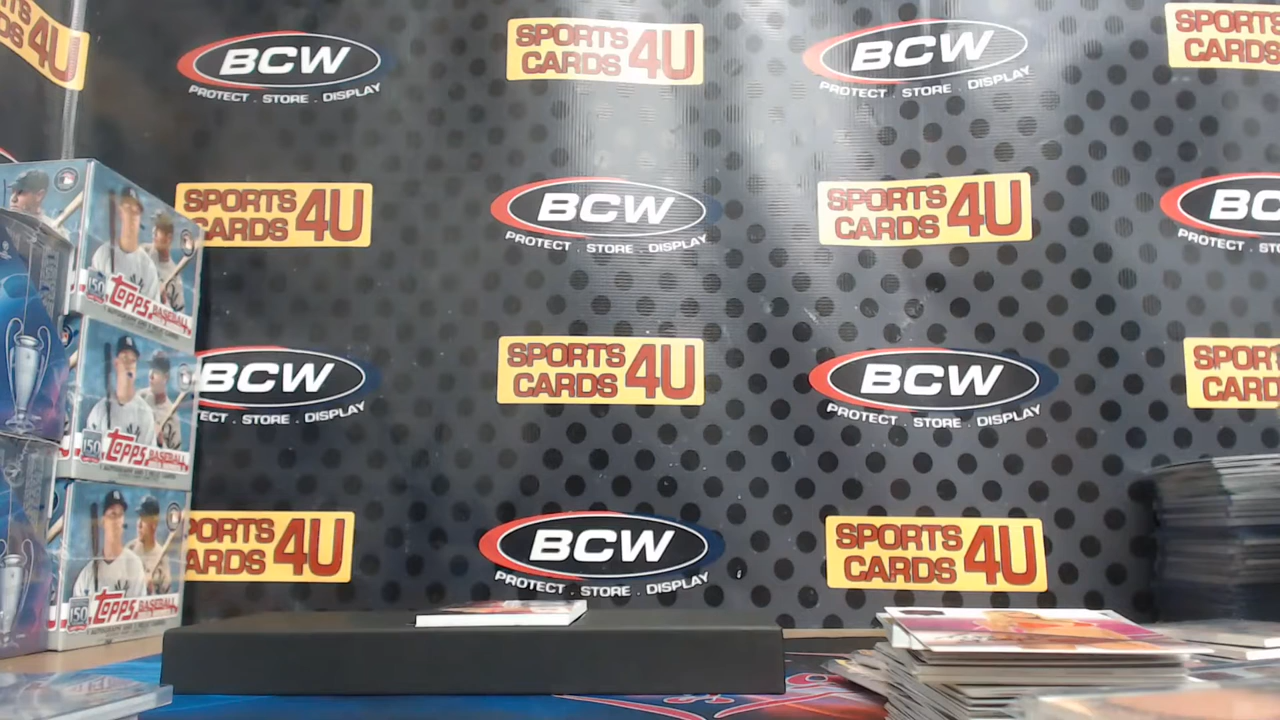 BCW
PROTECT . STORE . DISPLAY
SPORTS
CARDS 4U
BCW
PROTECT . STORE . DISPLAY
SPORTS
CARDS
4U
SPORTS
CARDS 4U
BCW
PROTECT . STORE . DISPLAY
SPORTS
CARDS 4U
BCW
PROTECT . STORE . DISPLAY
SPORTS
CARDS 4U
BCW
PROTECT . STORE . DISPLAY
SPORTS
CARDS 4U
SPORTS
CARDS 4U
BCW
PROTECT . STORE . DISPLAY
150
Topps
BASEBALL
150
Topps
BASEBALL
150
Topps
BASEBALL